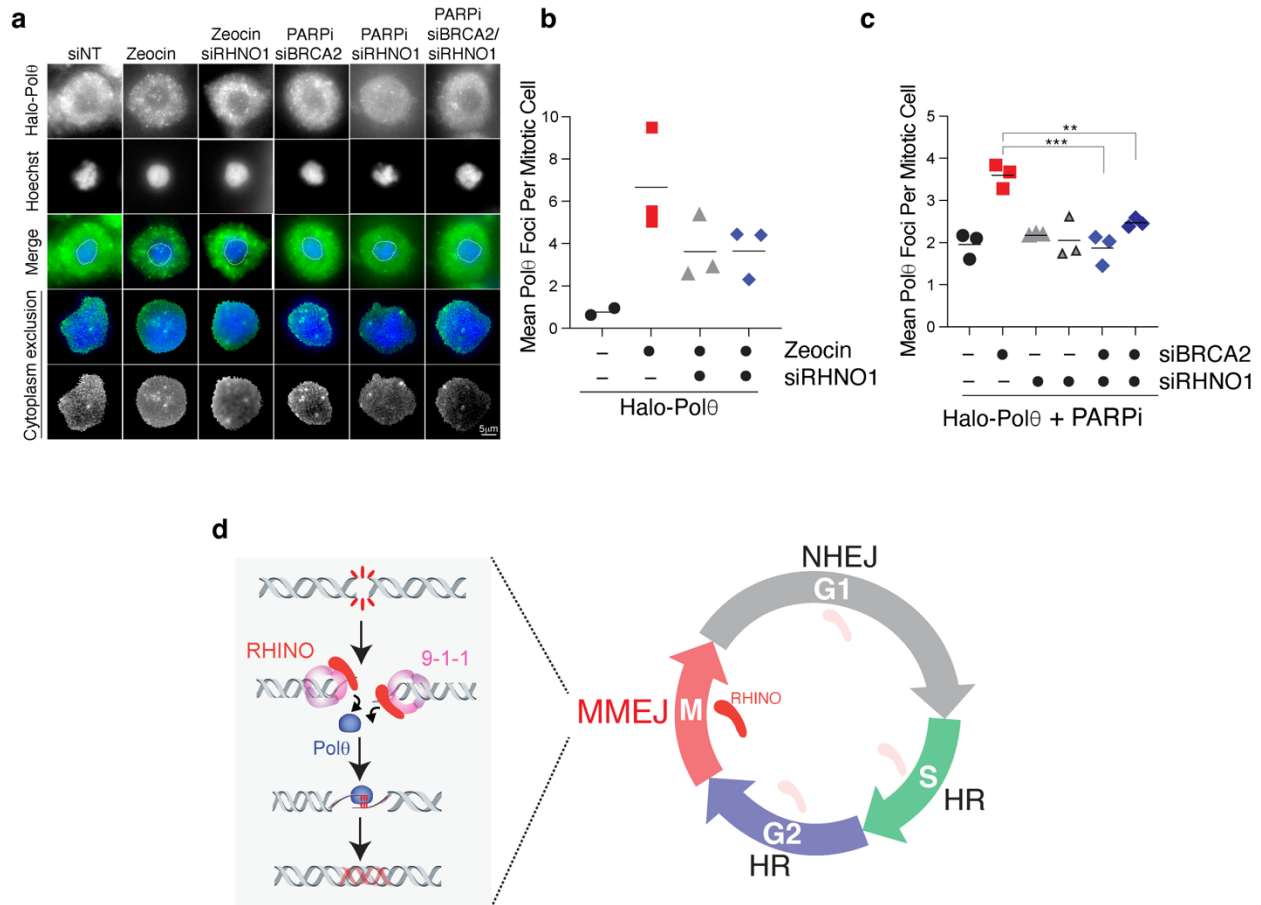 a
siNT
Zeocin
Zeocin
siRHNO1
PARPi
siBRCA2
PARPi
siRHNO1
PARPi
siBRCA2/
siRHNO1
Halo-Polθ
Hoechst
Merge
Cytoplasm exclusion
5µm
b
Mean Polθ Foci Per Mitotic Cell
10
8
6
4
2
0
– ● ● ● Zeocin
– – ● ● siRHNO1
Halo-Polθ
c
Mean Polθ Foci Per Mitotic Cell
5
4
3
2
1
0
**
***
– ● – – ● ● siBRCA2
– – ● ● ● ● siRHNO1
Halo-Polθ + PARPi
d
RHINO
9-1-1
Polθ
NHEJ
G1
MMEJ
M
RHINO
S
HR
G2
HR